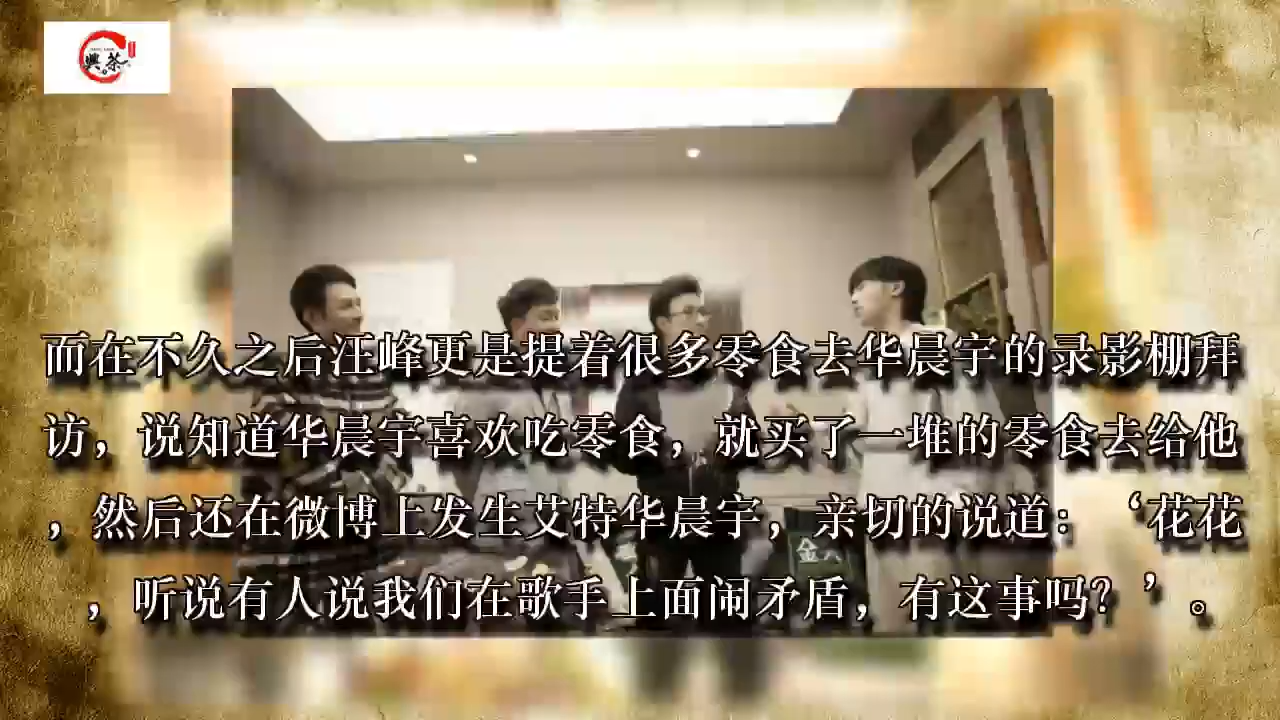 興茶
而在不久之后汪峰更是提着很多零食去华晨宇的录影棚拜
访，说知道华晨宇喜欢吃零食，就买了一堆的零食去给他
，然后还在微博上发生艾特华晨宇，亲切的说道：‘花花
，听说有人说我们在歌手上面闹矛盾，有这事吗？’。